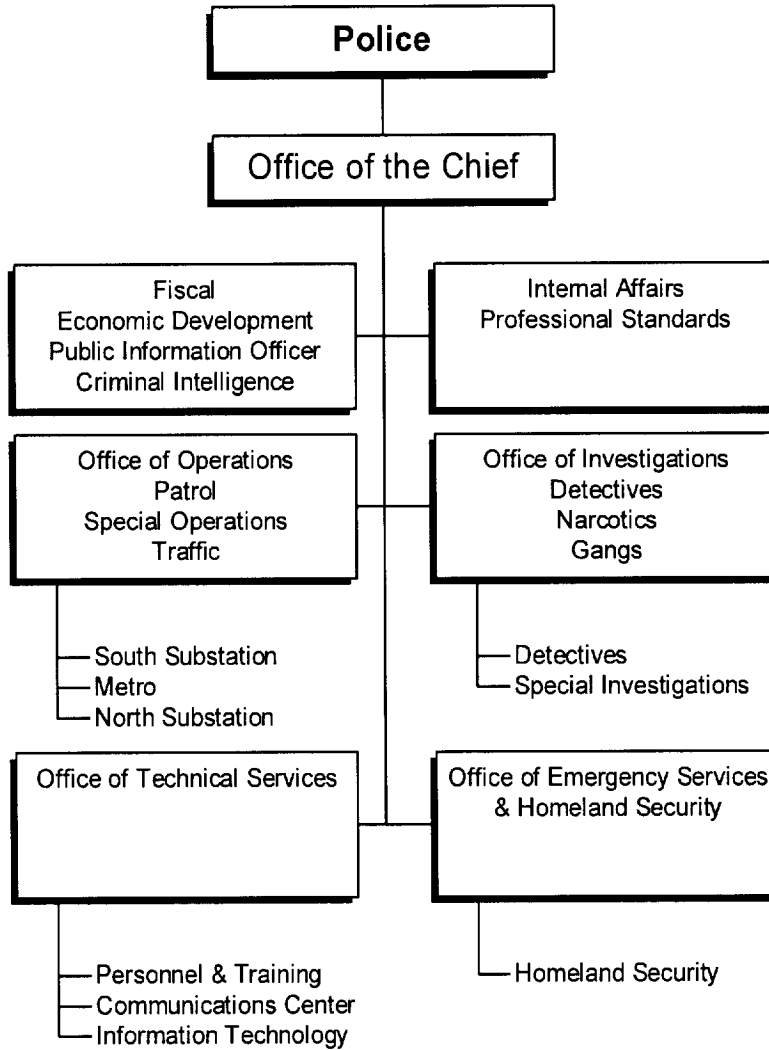 Police
Office of the Chief
Fiscal
Economic Development
Public Information Officer
Criminal Intelligence
Internal Affairs
Professional Standards
Office of Operations
Patrol
Special Operations
Traffic
Office of Investigations
Detectives
Narcotics
Gangs
South Substation
Metro
North Substation
Detectives
Special Investigations
Office of Technical Services
Office of Emergency Services
& Homeland Security
Personnel & Training
Communications Center
Information Technology
Homeland Security